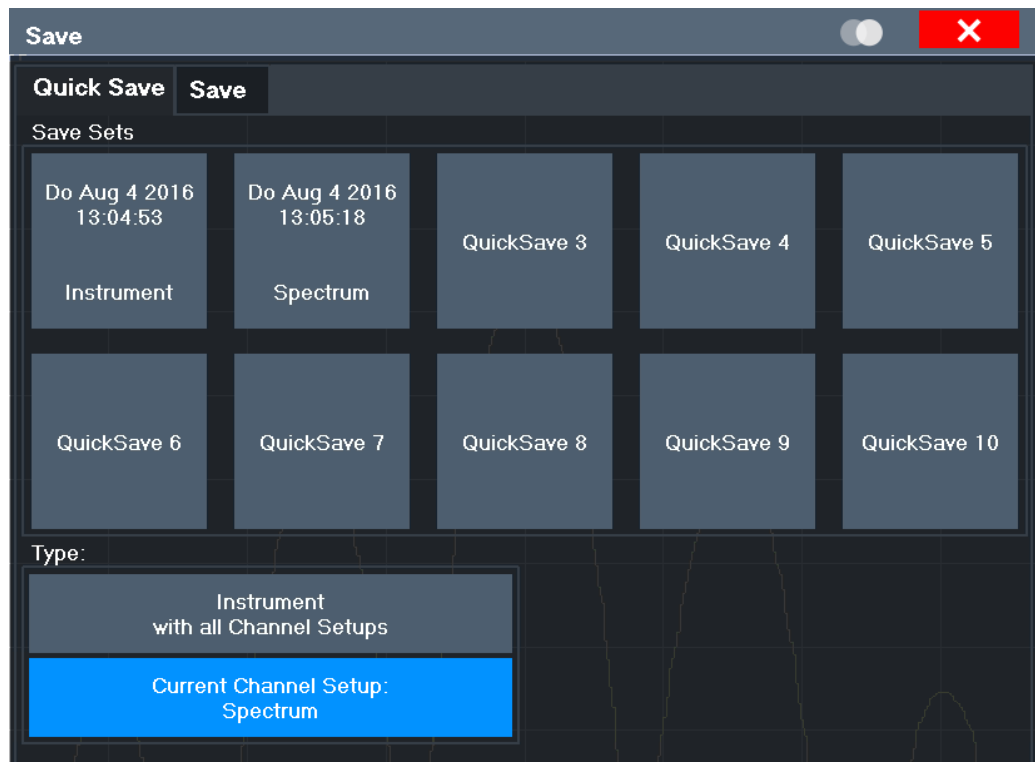 Save
Quick Save Save
Save Sets
Do Aug 4 2016
13:04:53
Instrument
Do Aug 4 2016
13:05:18
Spectrum
QuickSave 3
QuickSave 4
QuickSave 5
QuickSave 6
QuickSave 7
QuickSave 8
QuickSave 9
QuickSave 10
Type:
Instrument
with all Channel Setups
Current Channel Setup:
Spectrum